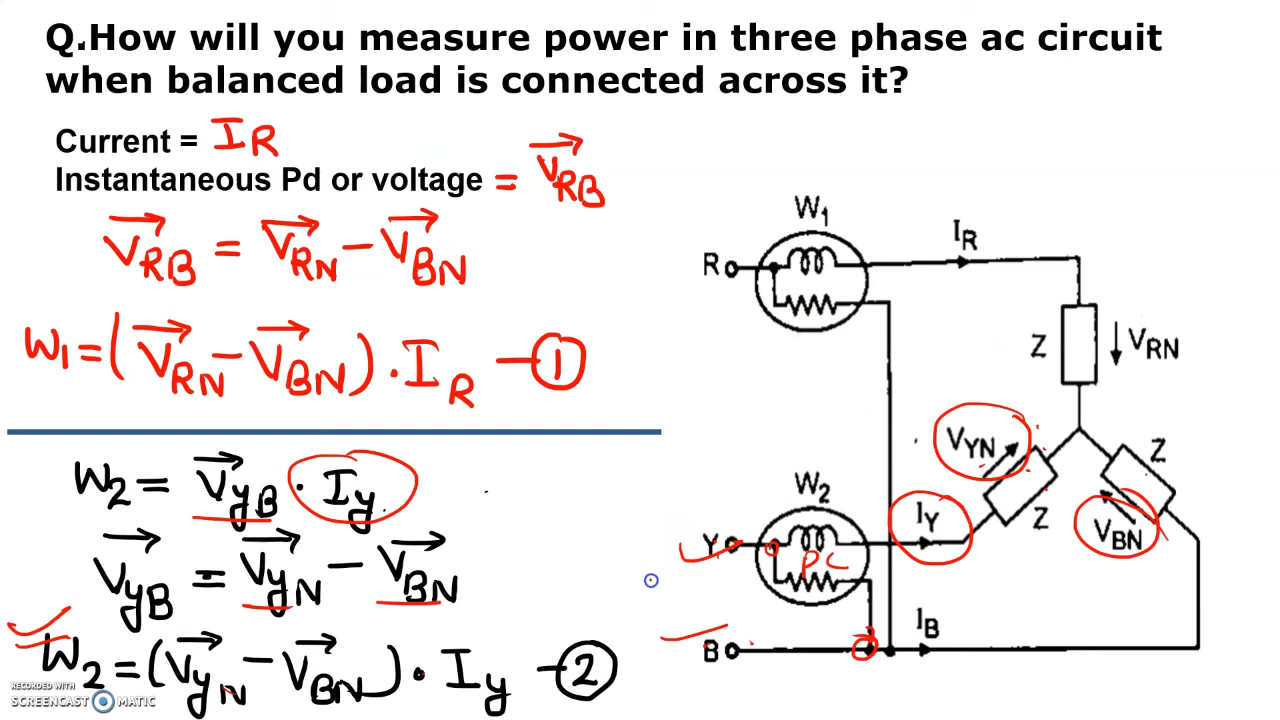 Q.How will you measure power in three phase ac circuit
when balanced load is connected across it?
Current = IR
Instantaneous Pd or voltage = VRB
VRB = VRN - VBN
W1 = (VRN - VBN) . IR - 1
W2 = VyB . Iy
VyB = VyN - VBN
W2 = (VyN - VBN) . Iy - 2
W1
R
IR
Z
VRN
VYN
Z
Z
VBN
W2
Y
IY
PC
B
IB
RECORDED WITH
SCREENCAST MATIC